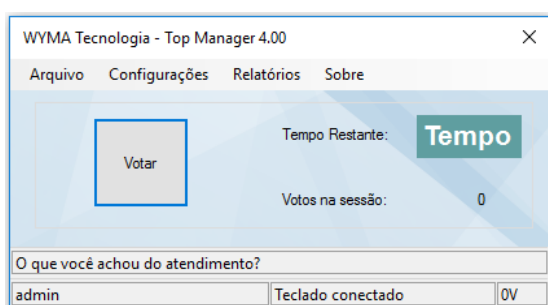 WYMA Tecnologia - Top Manager 4.00
Arquivo Configurações Relatórios Sobre
Votar
Tempo Restante: Tempo
Votos na sessão: 0
O que você achou do atendimento?
admin Teclado conectado 0V